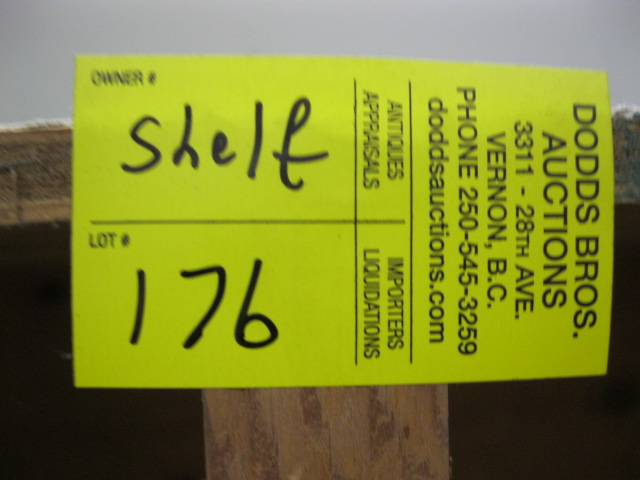 OWNER #
Shelf
LOT #
176
DODDS BROS.
AUCTIONS
3311 - 28TH AVE.
VERNON, B.C.
PHONE 250-545-3259
doddsauctions.com
ANTIQUES
APPRAISALS
IMPORTERS
LIQUIDATIONS